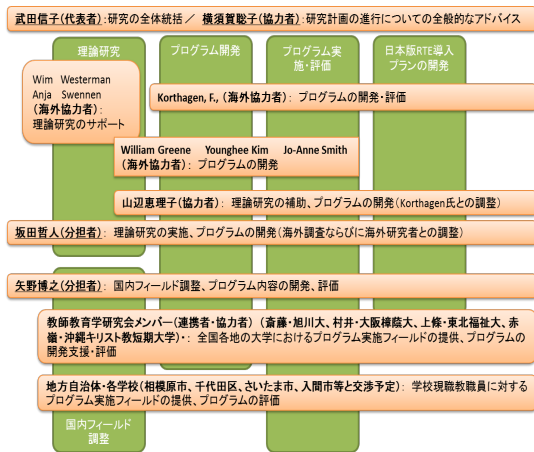 武田信子(代表者):研究の全体統括 ／ 横須賀聡子(協力者):研究計画の進行についての全般的なアドバイス
理論研究
プログラム開発
プログラム実
施・評価
日本版RTE導入
プランの開発
Wim Westerman
Anja Swennen
(海外協力者):
理論研究のサポート
Korthagen, F., (海外協力者): プログラムの開発・評価
William Greene Younghee Kim Jo-Anne Smith
(海外協力者): プログラムの開発
山辺恵理子(協力者): 理論研究の補助、プログラムの開発(Korthagen氏との調整)
坂田哲人(分担者): 理論研究の実施、プログラムの開発(海外調査ならびに海外研究者との調整)
矢野博之(分担者): 国内フィールド調整、プログラム内容の開発、評価
教師教育学研究会メンバー(連携者・協力者) (斎藤・旭川大、村井・大阪樟蔭大、上條・東北福祉大、赤
嶺・沖縄キリスト教短期大学)・: 全国各地の大学におけるプログラム実施フィールドの提供、プログラムの
開発支援・評価
地方自治体・各学校(相模原市、千代田区、さいたま市、入間市等と交渉予定): 学校現職教職員に対する
プログラム実施フィールドの提供、プログラムの評価
国内フィールド
調整